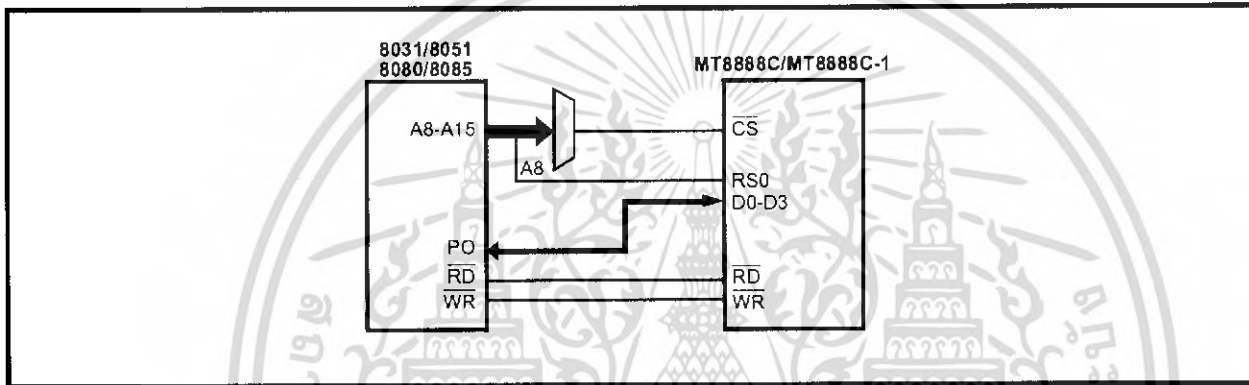 8031/8051
8080/8085
MT8888C/MT8888C-1
A8-A15
A8
PO
RD
WR
CS
RS0
D0-D3
RD
WR